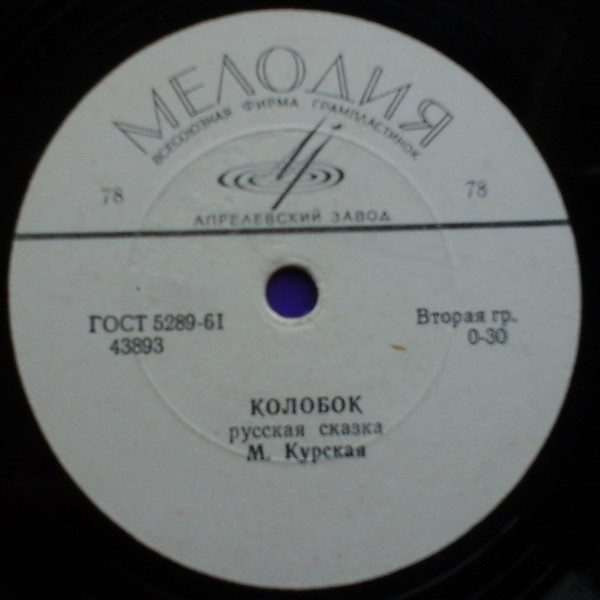 МЕЛОДИЯ
ВСЕСОЮЗНАЯ ФИРМА ГРАМПЛАСТИНОК
78
78
АПРЕЛЕВСКИЙ ЗАВОД
ГОСТ 5289-61
43893
Вторая гр.
0-30
КОЛОБОК
русская сказка
М. Курская